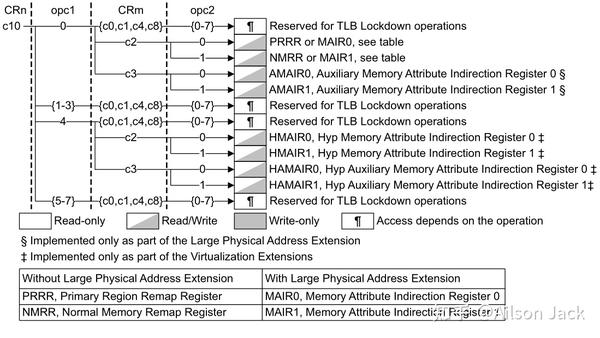 CRn opc1 CRm opc2
c10 0 {c0,c1,c4,c8} {0-7} ¶ Reserved for TLB Lockdown operations
c2 0 PRRR or MAIR0, see table
1 NMRR or MAIR1, see table
c3 0 AMAIR0, Auxiliary Memory Attribute Indirection Register 0 §
1 AMAIR1, Auxiliary Memory Attribute Indirection Register 1 §
{1-3} {c0,c1,c4,c8} {0-7} ¶ Reserved for TLB Lockdown operations
4 {c0,c1,c4,c8} {0-7} ¶ Reserved for TLB Lockdown operations
c2 0 HMAIR0, Hyp Memory Attribute Indirection Register 0 ‡
1 HMAIR1, Hyp Memory Attribute Indirection Register 1 ‡
c3 0 HAMAIR0, Hyp Auxiliary Memory Attribute Indirection Register 0 ‡
1 HAMAIR1, Hyp Auxiliary Memory Attribute Indirection Register 1‡
{5-7} {c0,c1,c4,c8} {0-7} ¶ Reserved for TLB Lockdown operations
Read-only Read/Write Write-only ¶ Access depends on the operation
§ Implemented only as part of the Large Physical Address Extension
‡ Implemented only as part of the Virtualization Extensions
Without Large Physical Address Extension With Large Physical Address Extension
PRRR, Primary Region Remap Register MAIR0, Memory Attribute Indirection Register 0
NMRR, Normal Memory Remap Register MAIR1, Memory Attribute Indirection Register
知乎 @Ailson Jack